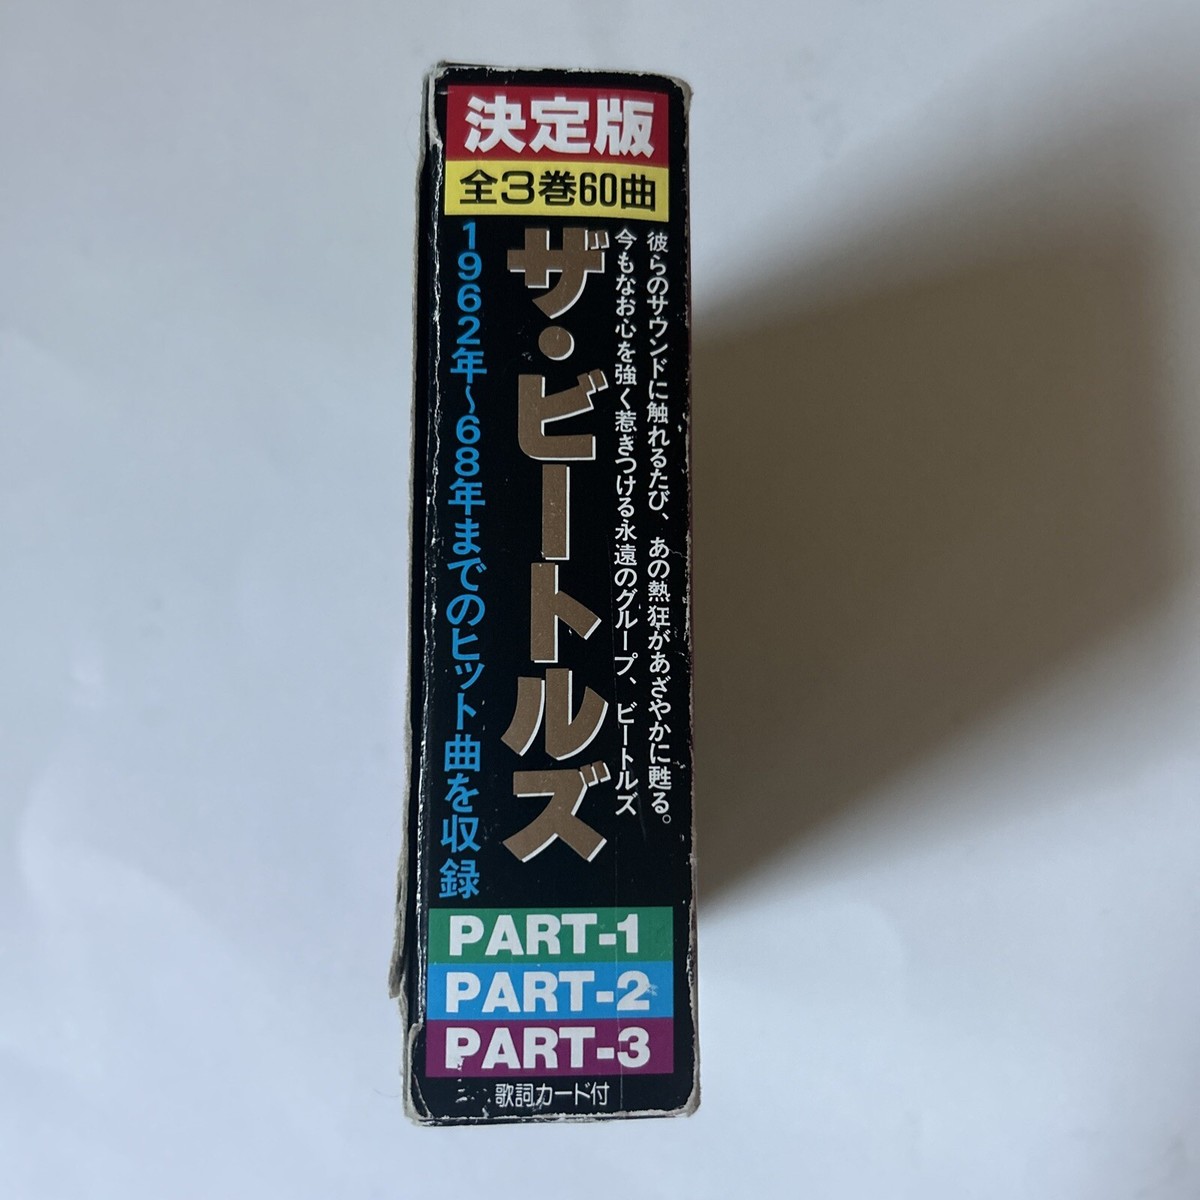 決定版
全3巻60曲
彼らのサウンドに触れるたび、あの熱狂があざやかに甦る。
今もなお心を強く惹きつける永遠のグループ、ビートルズ
ザ・ビートルズ
1962年〜68年までのヒット曲を収録
PART-1
PART-2
PART-3
歌詞カード付